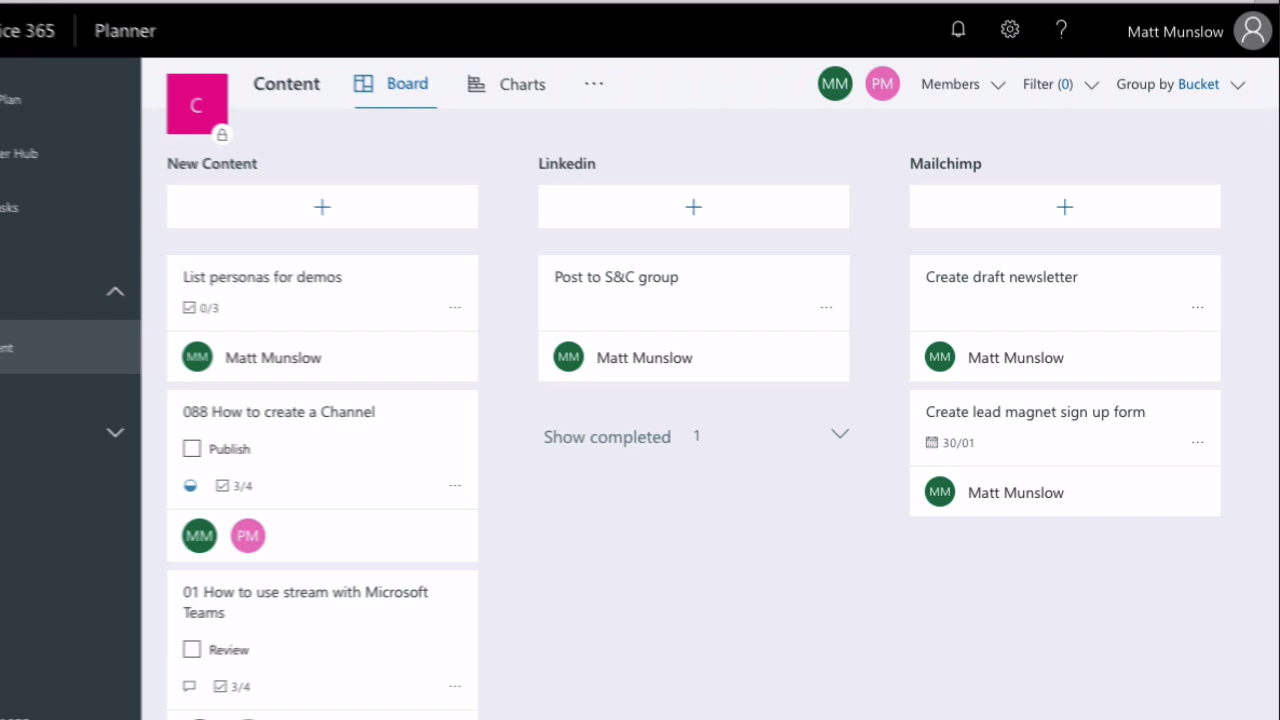 ice 365 Planner Matt Munslow
Plan
er Hub
asks
ent
C
Content Board Charts ... MM PM Members Filter (0) Group by Bucket
New Content
List personas for demos
0/3 ...
MM Matt Munslow
088 How to create a Channel
Publish
3/4 ...
MM PM
01 How to use stream with Microsoft
Teams
Review
3/4 ...
Linkedin
Post to S&C group
...
MM Matt Munslow
Show completed 1
Mailchimp
Create draft newsletter
...
MM Matt Munslow
Create lead magnet sign up form
30/01 ...
MM Matt Munslow